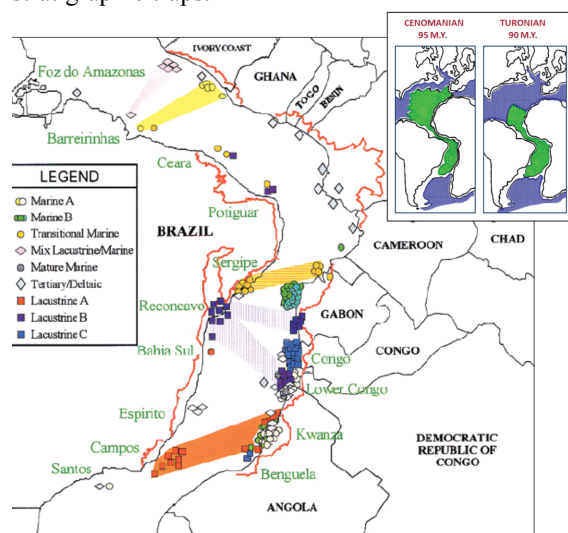 CENOMANIAN
95 M.Y.
TURONIAN
90 M.Y.
IVORYCOAST
Foz do Amazonas
GHANA
TOGO
BENIN
Barreirinhas
Ceara
LEGEND
Marine A
Marine B
Transitional Marine
Mix Lacustrine/Marine
Mature Marine
Tertiary/Deltaic
Lacustrine A
Lacustrine B
Lacustrine C
Potiguar
BRAZIL
CAMEROON
CHAD
Sergipe
Reconcavo
GABON
CONGO
Bahia Sul
Congo
Lower Congo
Espirito
Kwanza
Campos
DEMOCRATIC
REPUBLIC OF
CONGO
Santos
Benguela
ANGOLA